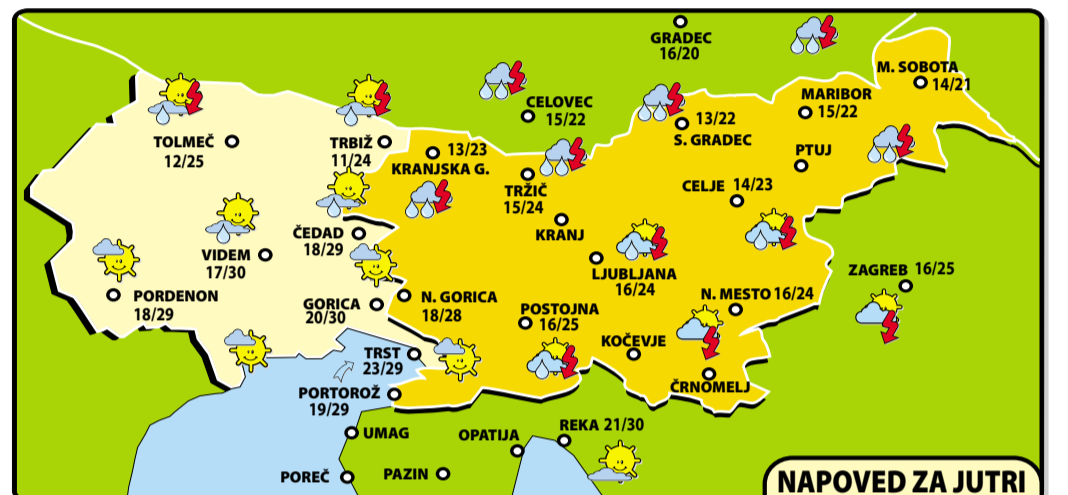 GRADEC
16/20
M. SOBOTA
14/21
MARIBOR
15/22
CELOVEC
15/22
13/22
S. GRADEC
TOLMEČ
12/25
TRBIŽ
11/24
13/23
KRANJSKA G.
PTUJ
TRŽIČ
15/24
CELJE 14/23
KRANJ
ČEDAD
18/29
VIDEM
17/30
LJUBLJANA
16/24
ZAGREB 16/25
PORDENON
18/29
GORICA
20/30
N. GORICA
18/28
N. MESTO 16/24
POSTOJNA
16/25
KOČEVJE
TRST
23/29
ČRNOMELJ
PORTOROŽ
19/29
UMAG
OPATIJA
REKA 21/30
POREČ
PAZIN
NAPOVED ZA JUTRI